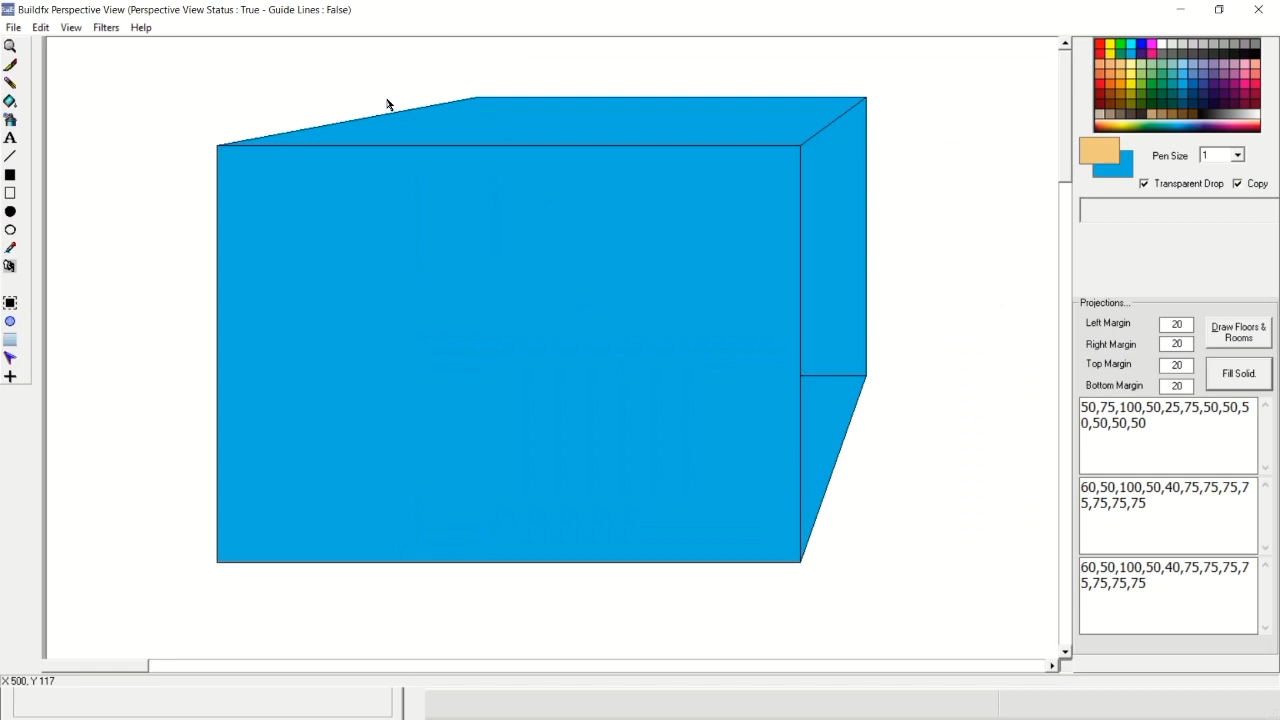 Buildfx Perspective View (Perspective View Status : True - Guide Lines : False)
File Edit View Filters Help
A
Pen Size 1
Transparent Drop Copy
Projections...
Left Margin 20
Right Margin 20
Top Margin 20
Bottom Margin 20
Draw Floors &
Rooms
Fill Solid.
50,75,100,50,25,75,50,50,5
0,50,50,50
60,50,100,50,40,75,75,75,7
5,75,75,75
60,50,100,50,40,75,75,75,7
5,75,75,75
X 500, Y 117